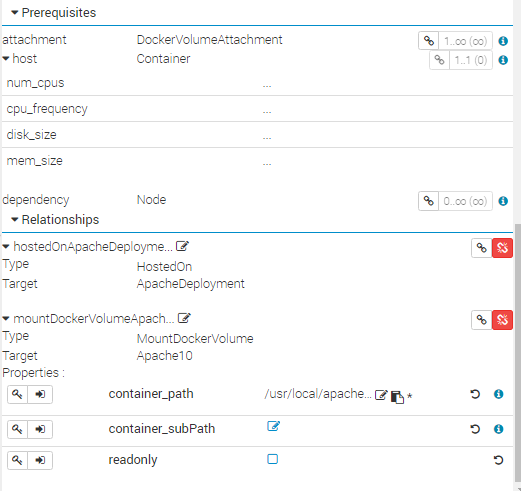 Prerequisites
attachment DockerVolumeAttachment 1..∞ (∞)
host Container 1..1 (0)
num_cpus ...
cpu_frequency ...
disk_size ...
mem_size ...
dependency Node 0..∞ (∞)
Relationships
hostedOnApacheDeployme...
Type HostedOn
Target ApacheDeployment
mountDockerVolumeApach...
Type MountDockerVolume
Target Apache10
Properties :
container_path /usr/local/apache... *
container_subPath
readonly